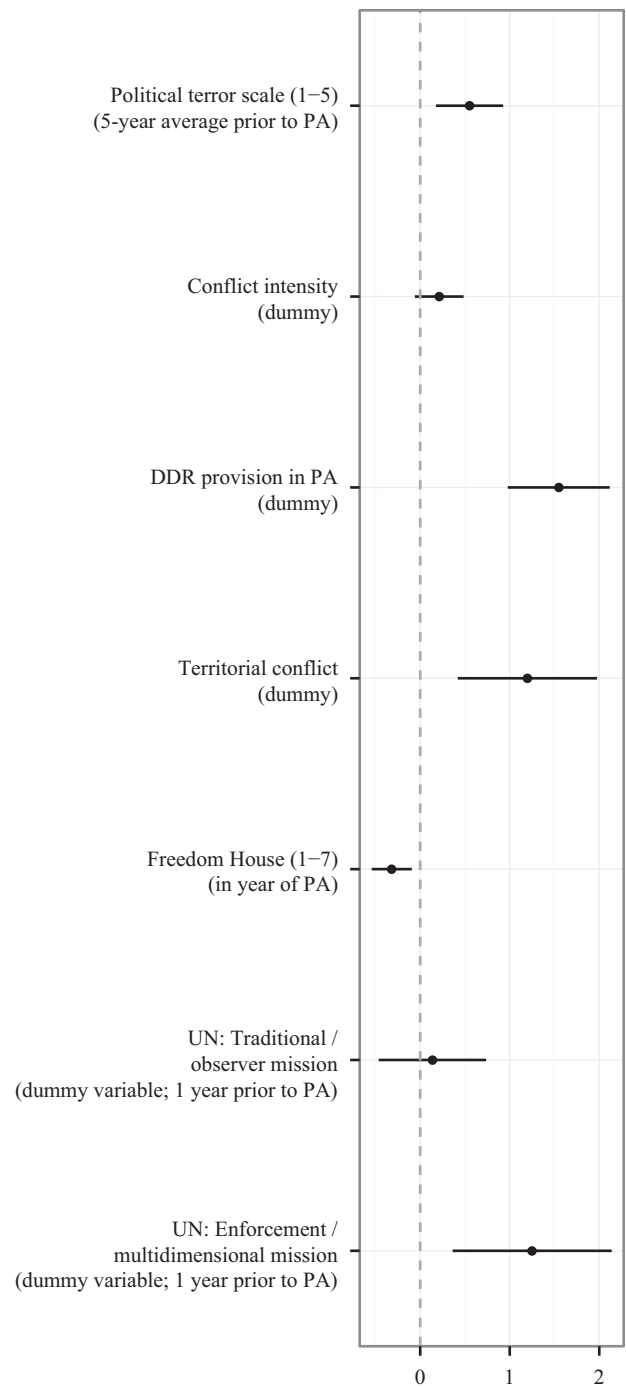 Political terror scale (1−5)
(5-year average prior to PA)
Conflict intensity
(dummy)
DDR provision in PA
(dummy)
Territorial conflict
(dummy)
Freedom House (1−7)
(in year of PA)
UN: Traditional /
observer mission
(dummy variable; 1 year prior to PA)
UN: Enforcement /
multidimensional mission
(dummy variable; 1 year prior to PA)
0 1 2